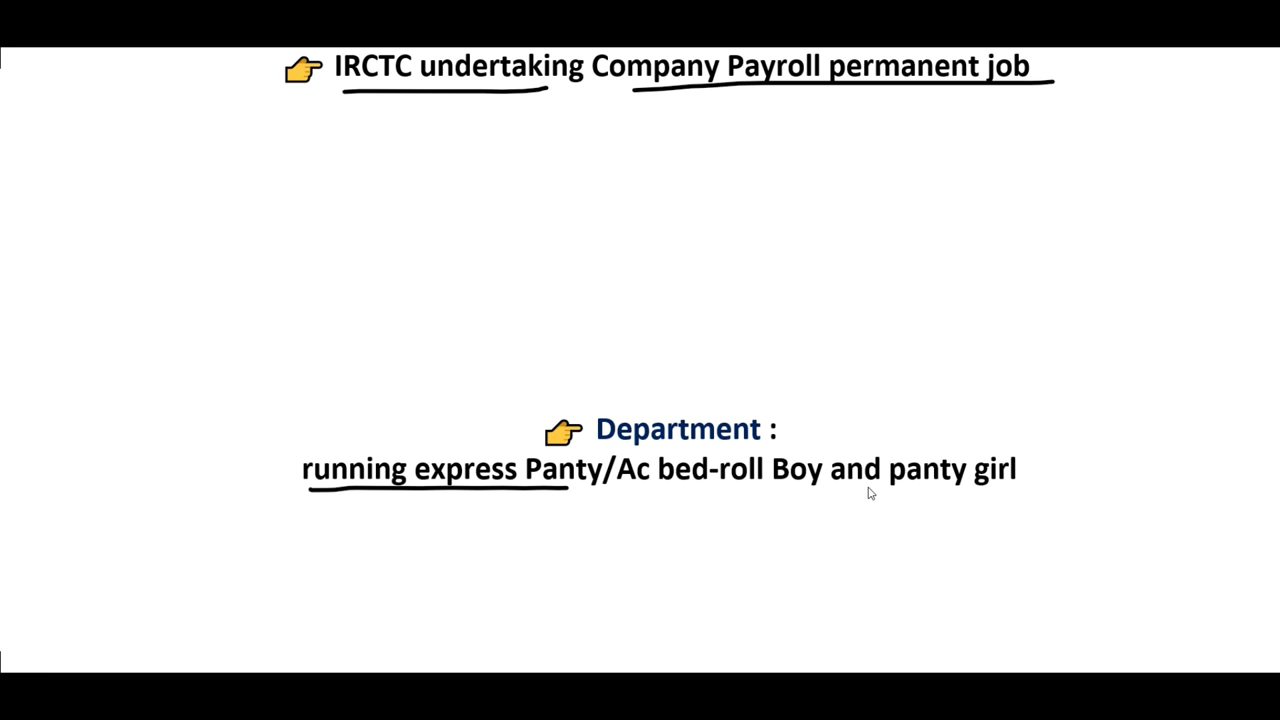 👉 IRCTC undertaking Company Payroll permanent job
👉 Department :
running express Panty/Ac bed-roll Boy and panty girl